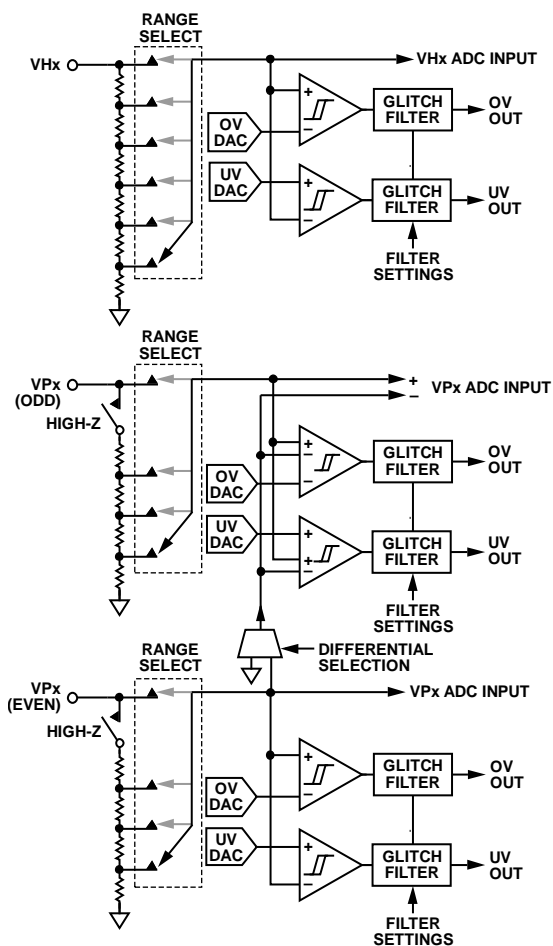 RANGE
SELECT
VHx
VHx ADC INPUT
+
−
OV
DAC
GLITCH
FILTER
OV
OUT
UV
DAC
+
−
GLITCH
FILTER
UV
OUT
FILTER
SETTINGS
RANGE
SELECT
VPx
(ODD)
HIGH-Z
+
−
VPx ADC INPUT
+
−
−
OV
DAC
GLITCH
FILTER
OV
OUT
UV
DAC
+
+
−
GLITCH
FILTER
UV
OUT
FILTER
SETTINGS
DIFFERENTIAL
SELECTION
RANGE
SELECT
VPx
(EVEN)
HIGH-Z
VPx ADC INPUT
+
−
OV
DAC
GLITCH
FILTER
OV
OUT
UV
DAC
+
−
GLITCH
FILTER
UV
OUT
FILTER
SETTINGS